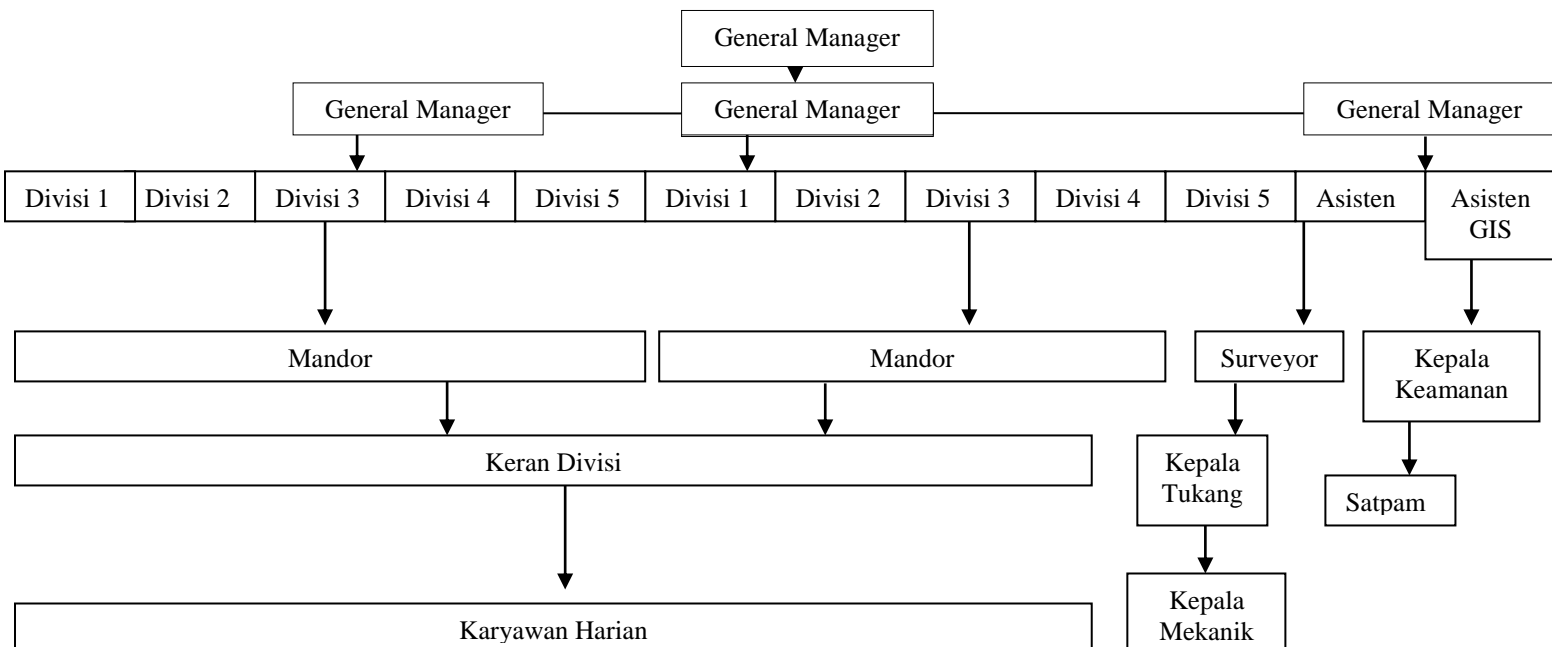 General Manager
General Manager
General Manager
General Manager
Divisi 1
Divisi 2
Divisi 3
Divisi 4
Divisi 5
Divisi 1
Divisi 2
Divisi 3
Divisi 4
Divisi 5
Asisten
Asisten
GIS
Mandor
Mandor
Surveyor
Kepala
Keamanan
Keran Divisi
Kepala
Tukang
Satpam
Karyawan Harian
Kepala
Mekanik